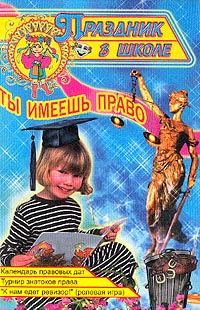 ПРАЗДНИК
В ШКОЛЕ
ТЫ ИМЕЕШЬ ПРАВО
Календарь правовых дат
Турнир знатоков права
"К нам едет ревизор!" (ролевая игра)